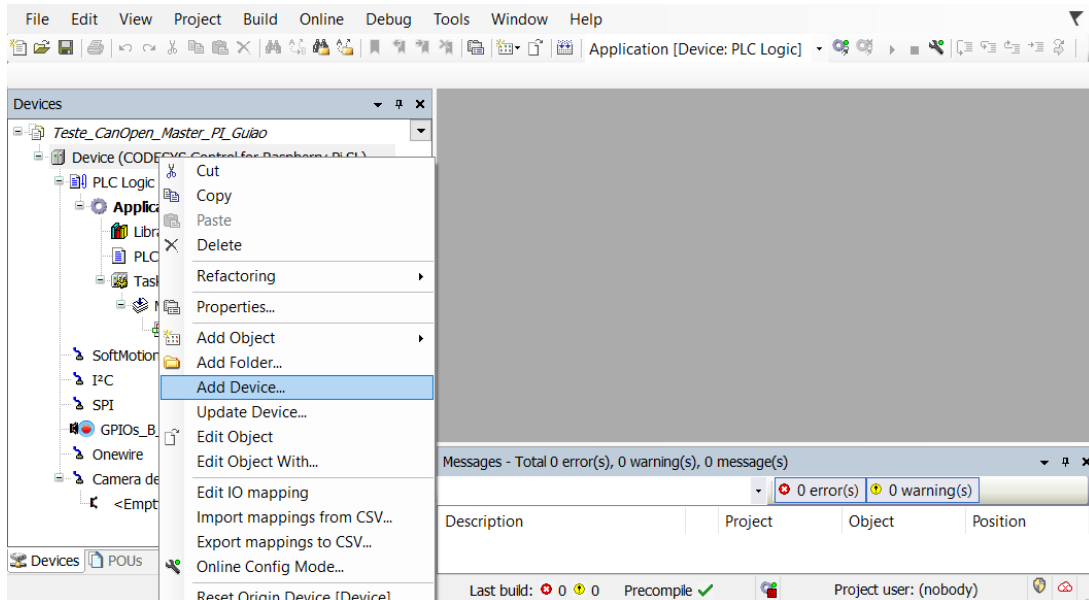 File Edit View Project Build Online Debug Tools Window Help
Application [Device: PLC Logic]
Devices
Teste_CanOpen_Master_PI_Guiao
Device (CODESYS Control for Raspberry Pi SL)
PLC Logic
Applica
Libra
PLC
Task
M
SoftMotion
I²C
SPI
GPIOs_B_
Onewire
Camera de
<Empt
Devices POUs
Cut
Copy
Paste
Delete
Refactoring
Properties...
Add Object
Add Folder...
Add Device...
Update Device...
Edit Object
Edit Object With...
Edit IO mapping
Import mappings from CSV...
Export mappings to CSV...
Online Config Mode...
Reset Origin Device [Device]
Messages - Total 0 error(s), 0 warning(s), 0 message(s)
0 error(s) 0 warning(s)
Description Project Object Position
Last build: 0 0 Precompile Project user: (nobody)